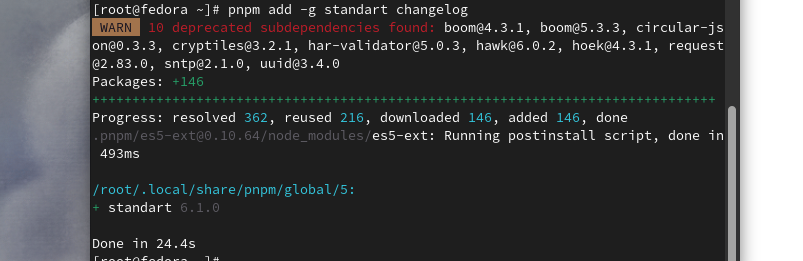 [root@fedora ~]# pnpm add -g standart changelog
WARN 10 deprecated subdependencies found: boom@4.3.1, boom@5.3.3, circular-js
on@0.3.3, cryptiles@3.2.1, har-validator@5.0.3, hawk@6.0.2, hoek@4.3.1, request
@2.83.0, sntp@2.1.0, uuid@3.4.0
Packages: +146
++++++++++++++++++++++++++++++++++++++++++++++++++++++++++++++++++++++++++++++
Progress: resolved 362, reused 216, downloaded 146, added 146, done
.pnpm/es5-ext@0.10.64/node_modules/es5-ext: Running postinstall script, done in
493ms
/root/.local/share/pnpm/global/5:
+ standart 6.1.0
Done in 24.4s
[root@fedora ~]#